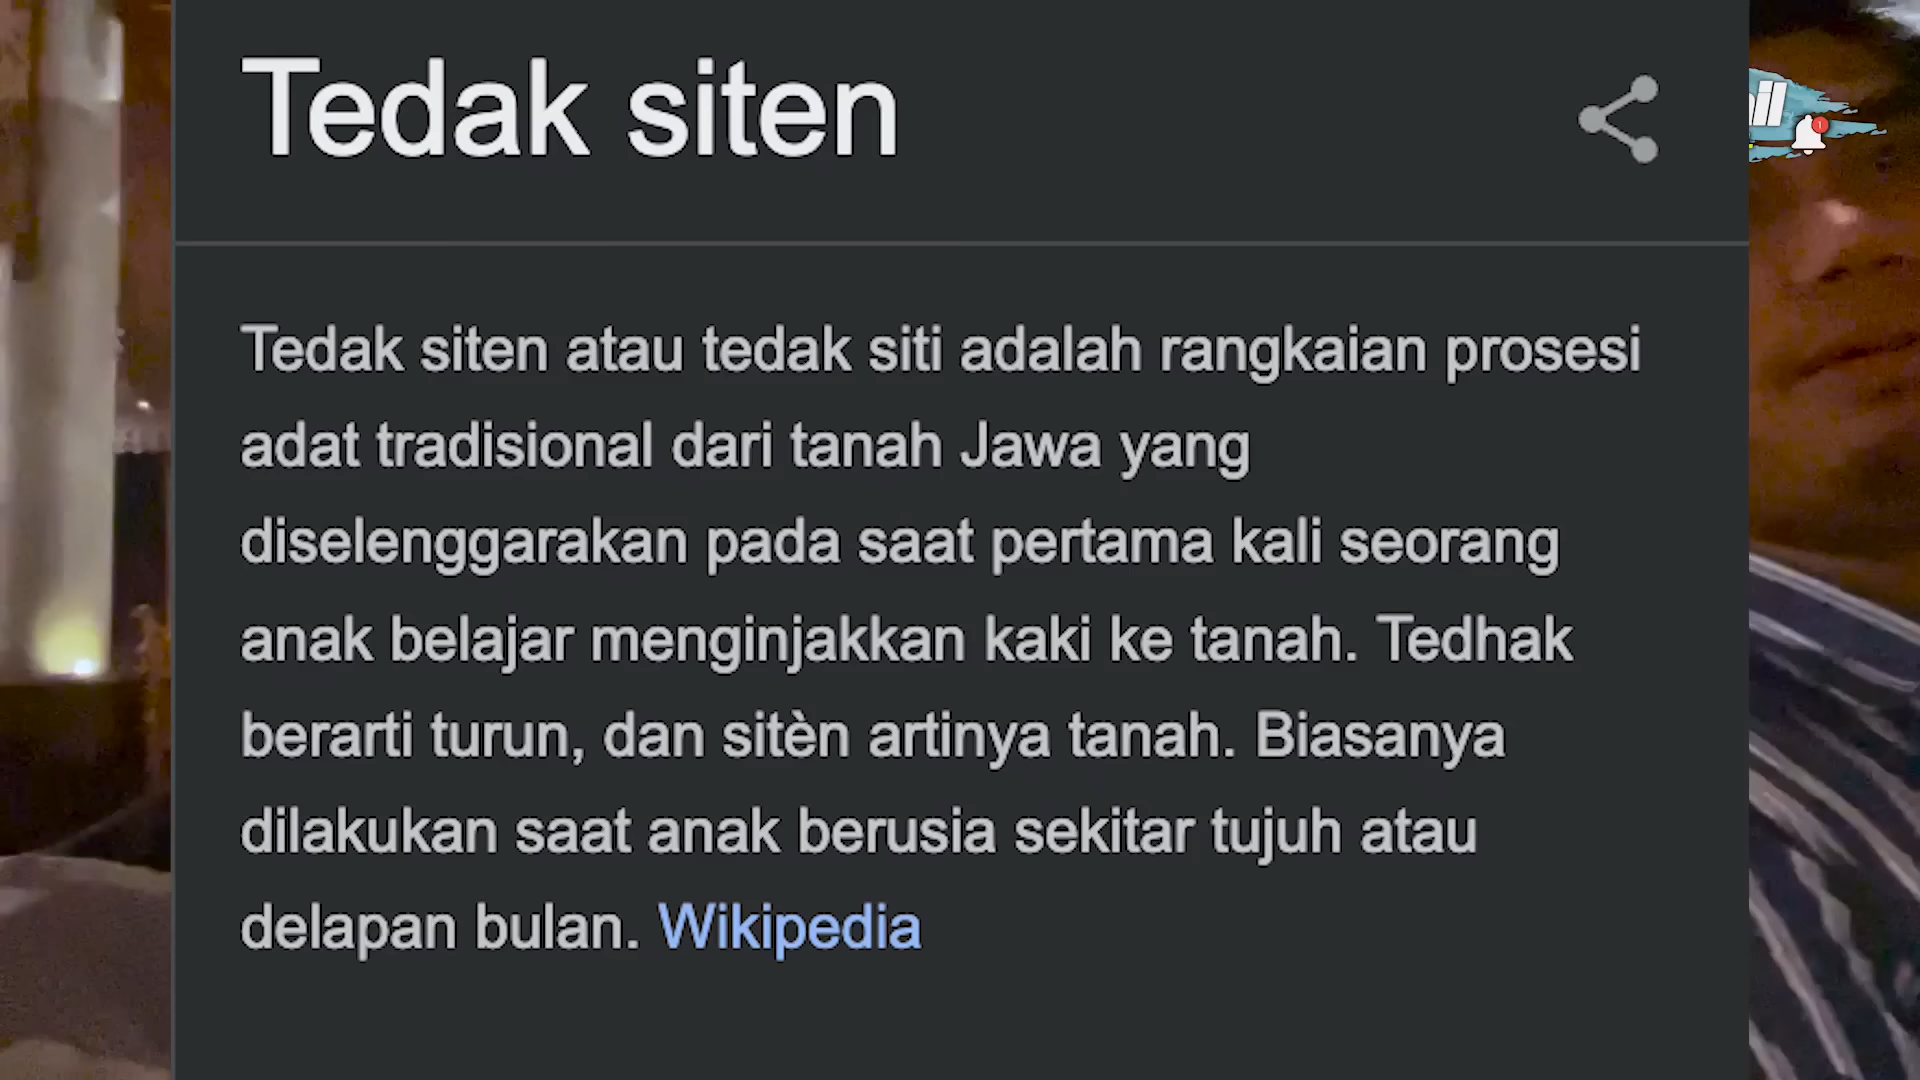 Tedak siten
Tedak siten atau tedak siti adalah rangkaian prosesi
adat tradisional dari tanah Jawa yang
diselenggarakan pada saat pertama kali seorang
anak belajar menginjakkan kaki ke tanah. Tedhak
berarti turun, dan sitèn artinya tanah. Biasanya
dilakukan saat anak berusia sekitar tujuh atau
delapan bulan. Wikipedia
1